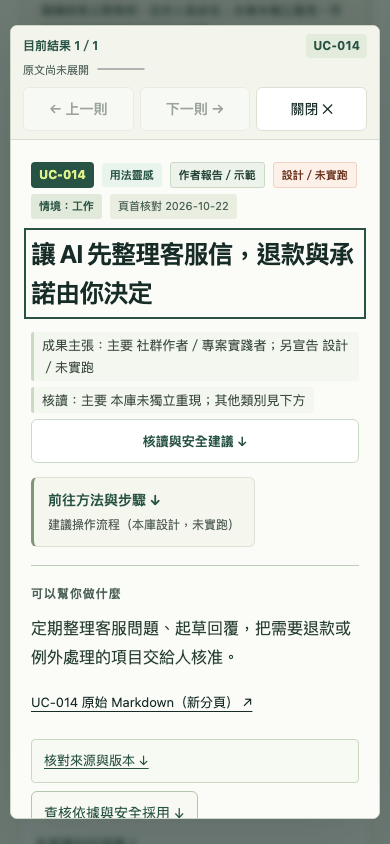 目前結果 1 / 1
UC-014
原文尚未展開
← 上一則
下一則 →
關閉 ✕
UC-014
用法靈感
作者報告 / 示範
設計 / 未實跑
情境：工作
頁首核對 2026-10-22
讓 AI 先整理客服信，退款與承
諾由你決定
成果主張：主要 社群作者 / 專案實踐者；另宣告 設計
/ 未實跑
核讀：主要 本庫未獨立重現；其他類別見下方
核讀與安全建議 ↓
前往方法與步驟 ↓
建議操作流程（本庫設計，未實跑）
可以幫你做什麼
定期整理客服問題、起草回覆，把需要退款或
例外處理的項目交給人核准。
UC-014 原始 Markdown（新分頁） ↗
核對來源與版本 ↓
查核依據與安全採用 ↓